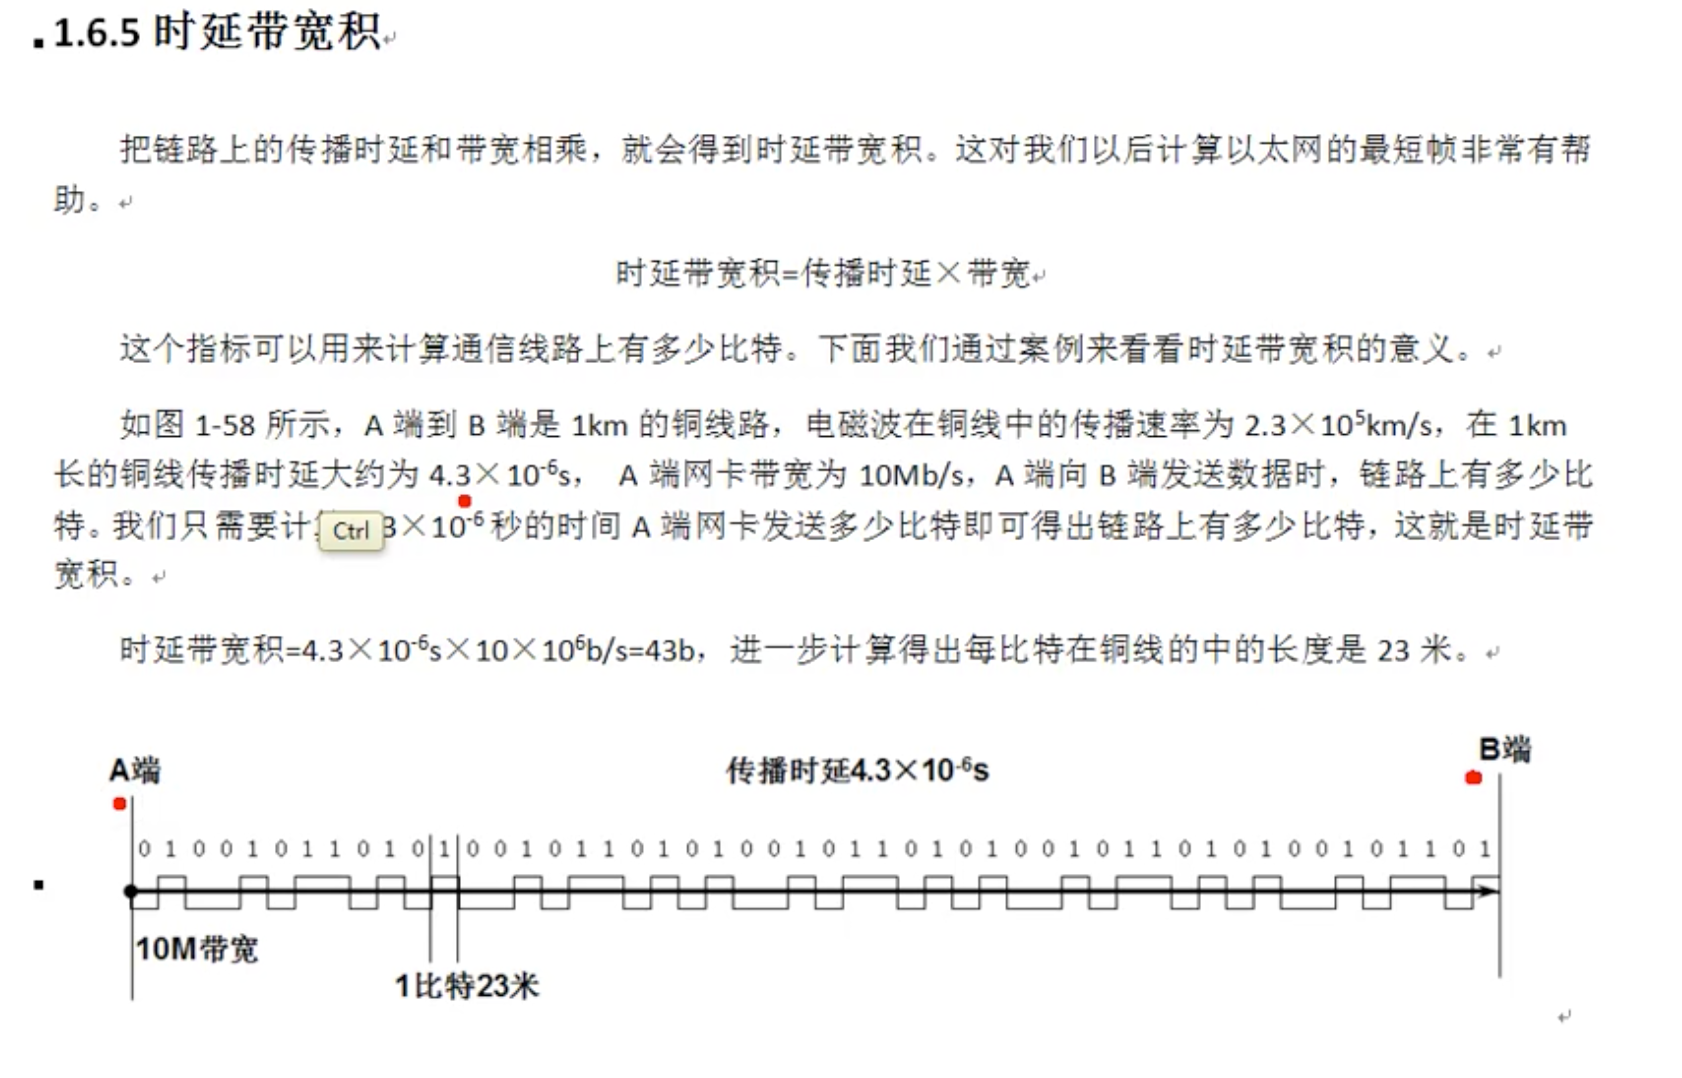 1.6.5 时延带宽积
把链路上的传播时延和带宽相乘，就会得到时延带宽积。这对我们以后计算以太网的最短帧非常有帮
助。
时延带宽积=传播时延×带宽
这个指标可以用来计算通信线路上有多少比特。下面我们通过案例来看看时延带宽积的意义。
如图 1-58 所示，A 端到 B 端是 1km 的铜线路，电磁波在铜线中的传播速率为 2.3×10⁵km/s，在 1km
长的铜线传播时延大约为 4.3×10⁻⁶s， A 端网卡带宽为 10Mb/s，A 端向 B 端发送数据时，链路上有多少比
特。我们只需要计 Ctrl 3×10⁻⁶秒的时间 A 端网卡发送多少比特即可得出链路上有多少比特，这就是时延带
宽积。
时延带宽积=4.3×10⁻⁶s×10×10⁶b/s=43b，进一步计算得出每比特在铜线的中的长度是 23 米。
B端
A端
传播时延4.3×10⁻⁶s
0 1 0 0 1 0 1 1 0 1 0 1 0 0 1 0 1 1 0 1 0 1 0 0 1 0 1 1 0 1 0 1 0 0 1 0 1 1 0 1 0 1 0 0 1 0 1 1 0 1
10M带宽
1比特23米